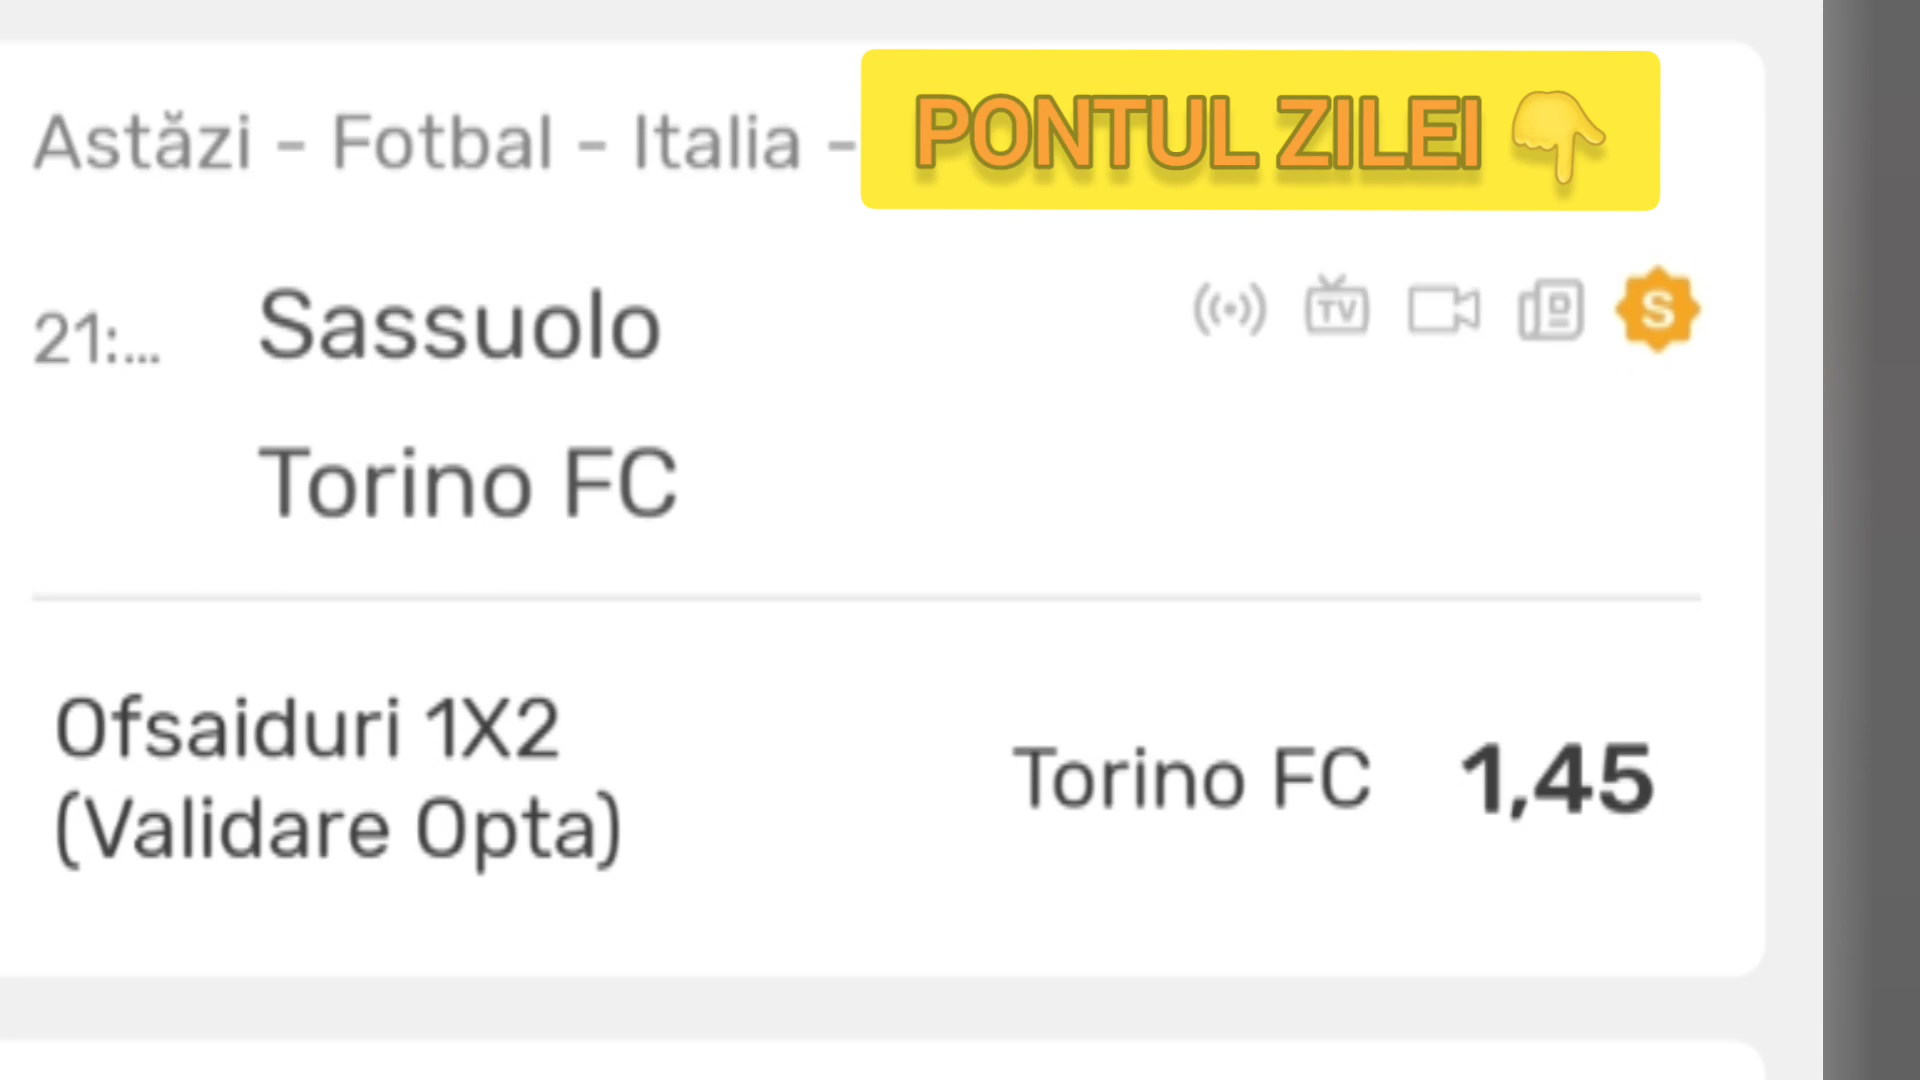 Astăzi - Fotbal - Italia -
PONTUL ZILEI 👇
21:...
Sassuolo
TV
S
Torino FC
Ofsaiduri 1X2
(Validare Opta)
Torino FC 1,45